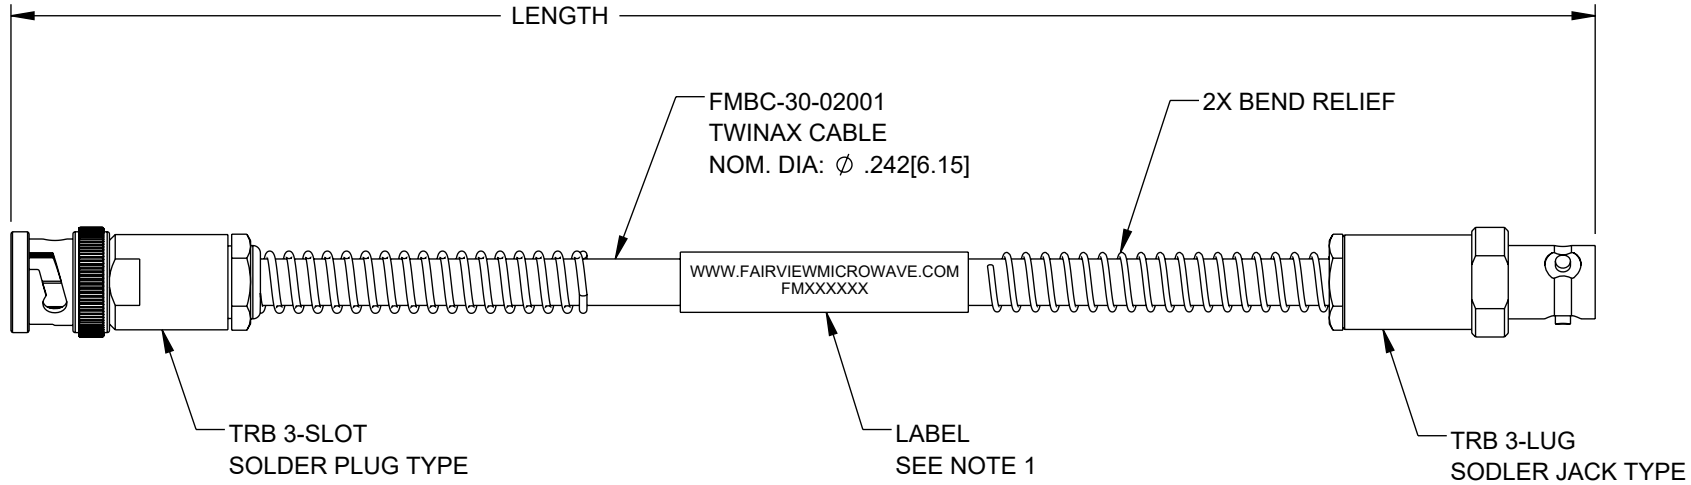 LENGTH
FMBC-30-02001
TWINAX CABLE
NOM. DIA: ∅ .242[6.15]
2X BEND RELIEF
WWW.FAIRVIEWMICROWAVE.COM
FMXXXXXX
TRB 3-SLOT
SOLDER PLUG TYPE
LABEL
SEE NOTE 1
TRB 3-LUG
SODLER JACK TYPE